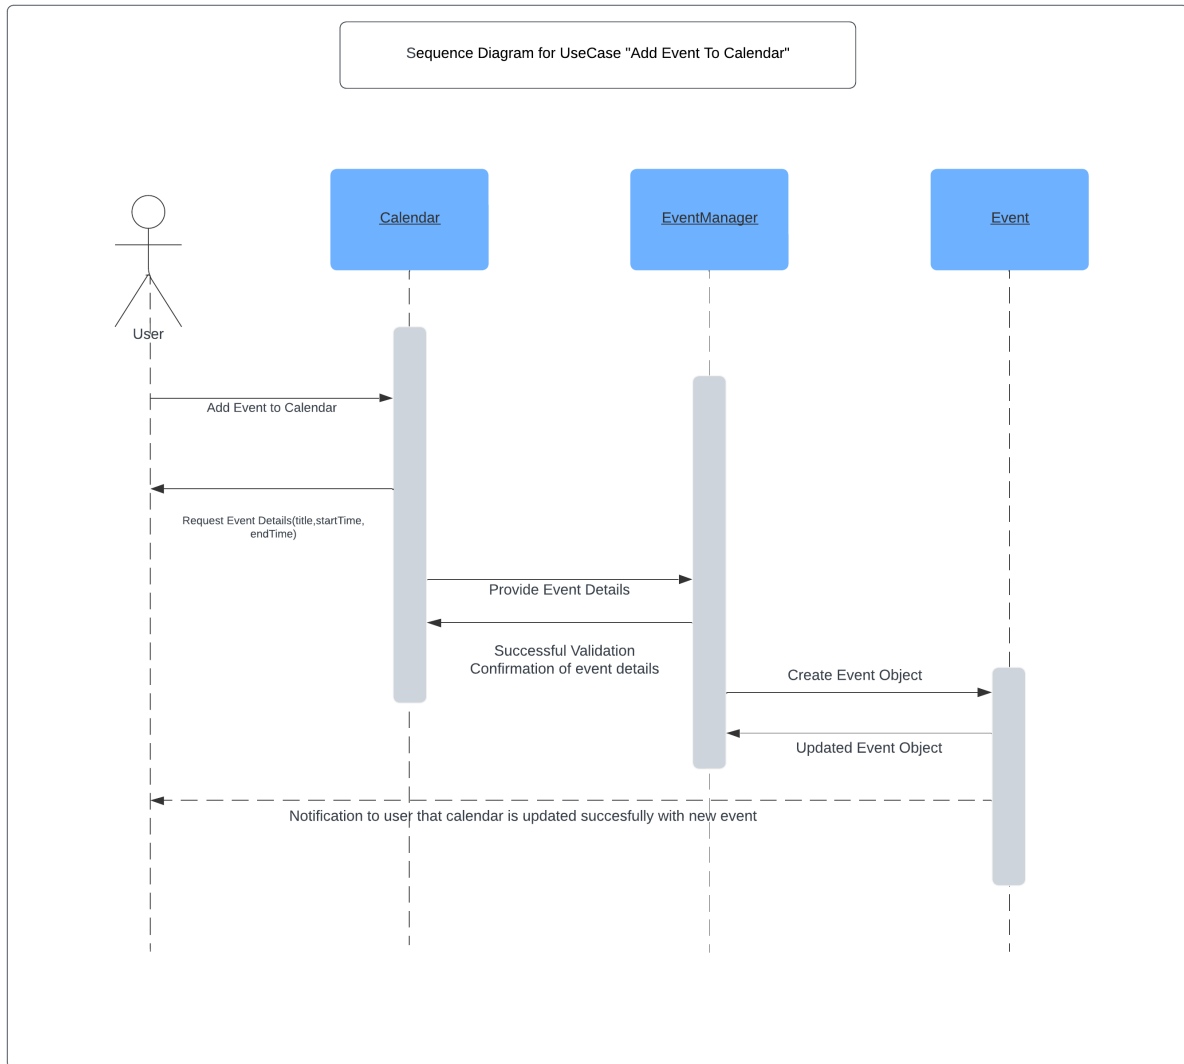 Sequence Diagram for UseCase "Add Event To Calendar"
Calendar
EventManager
Event
User
Add Event to Calendar
Request Event Details(title,startTime,
endTime)
Provide Event Details
Successful Validation
Confirmation of event details
Create Event Object
Updated Event Object
Notification to user that calendar is updated succesfully with new event